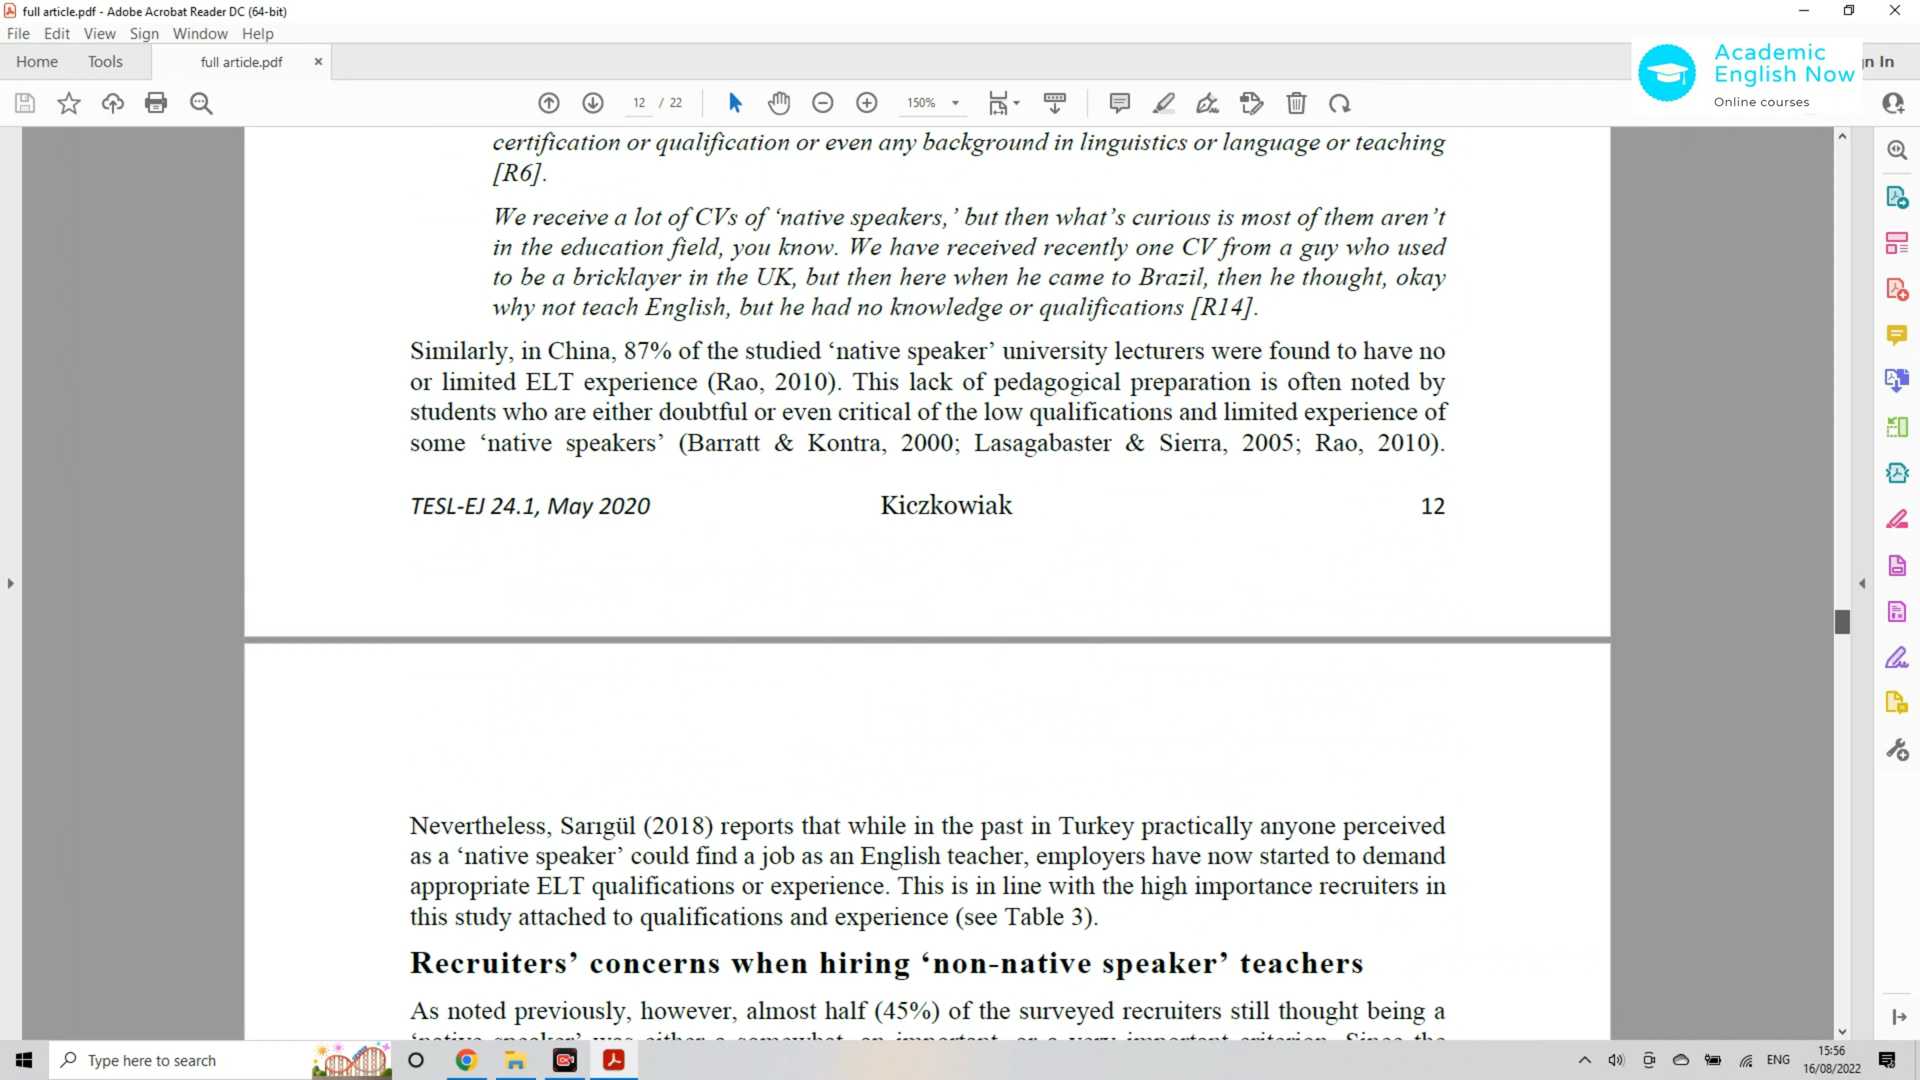 full article.pdf - Adobe Acrobat Reader DC (64-bit)
File Edit View Sign Window Help
Home Tools full article.pdf
Academic
English Now
Online courses
n In
12 / 22 150%
certification or qualification or even any background in linguistics or language or teaching
[R6].
We receive a lot of CVs of ‘native speakers,’ but then what’s curious is most of them aren’t
in the education field, you know. We have received recently one CV from a guy who used
to be a bricklayer in the UK, but then here when he came to Brazil, then he thought, okay
why not teach English, but he had no knowledge or qualifications [R14].
Similarly, in China, 87% of the studied ‘native speaker’ university lecturers were found to have no
or limited ELT experience (Rao, 2010). This lack of pedagogical preparation is often noted by
students who are either doubtful or even critical of the low qualifications and limited experience of
some ‘native speakers’ (Barratt & Kontra, 2000; Lasagabaster & Sierra, 2005; Rao, 2010).
TESL-EJ 24.1, May 2020 Kiczkowiak 12
Nevertheless, Sarıgül (2018) reports that while in the past in Turkey practically anyone perceived
as a ‘native speaker’ could find a job as an English teacher, employers have now started to demand
appropriate ELT qualifications or experience. This is in line with the high importance recruiters in
this study attached to qualifications and experience (see Table 3).
Recruiters’ concerns when hiring ‘non-native speaker’ teachers
As noted previously, however, almost half (45%) of the surveyed recruiters still thought being a
‘native speaker’ was either a somewhat, an important, or a very important criterion. Since the
Type here to search
ENG
15:56
16/08/2022